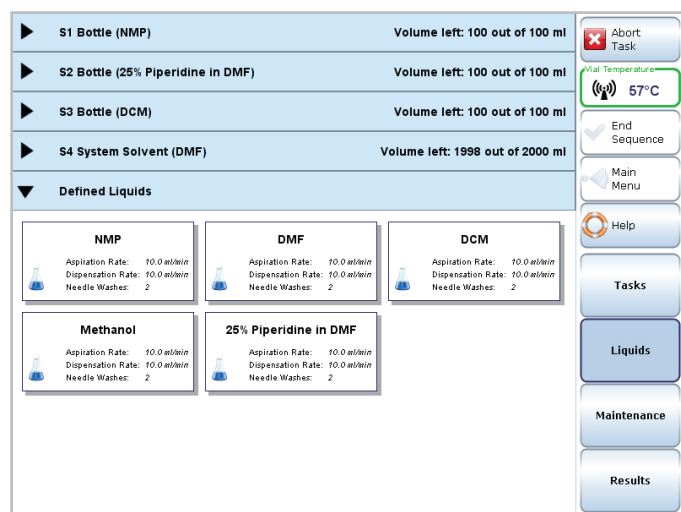 S1 Bottle (NMP) Volume left: 100 out of 100 ml
S2 Bottle (25% Piperidine in DMF) Volume left: 100 out of 100 ml
S3 Bottle (DCM) Volume left: 100 out of 100 ml
S4 System Solvent (DMF) Volume left: 1998 out of 2000 ml
Defined Liquids
NMP
Aspiration Rate: 10.0 ml/min
Dispensation Rate: 10.0 ml/min
Needle Washes: 2
DMF
Aspiration Rate: 10.0 ml/min
Dispensation Rate: 10.0 ml/min
Needle Washes: 2
DCM
Aspiration Rate: 10.0 ml/min
Dispensation Rate: 10.0 ml/min
Needle Washes: 2
Methanol
Aspiration Rate: 10.0 ml/min
Dispensation Rate: 10.0 ml/min
Needle Washes: 2
25% Piperidine in DMF
Aspiration Rate: 10.0 ml/min
Dispensation Rate: 10.0 ml/min
Needle Washes: 2
Abort
Task
Vial Temperature
57°C
End
Sequence
Main
Menu
Help
Tasks
Liquids
Maintenance
Results